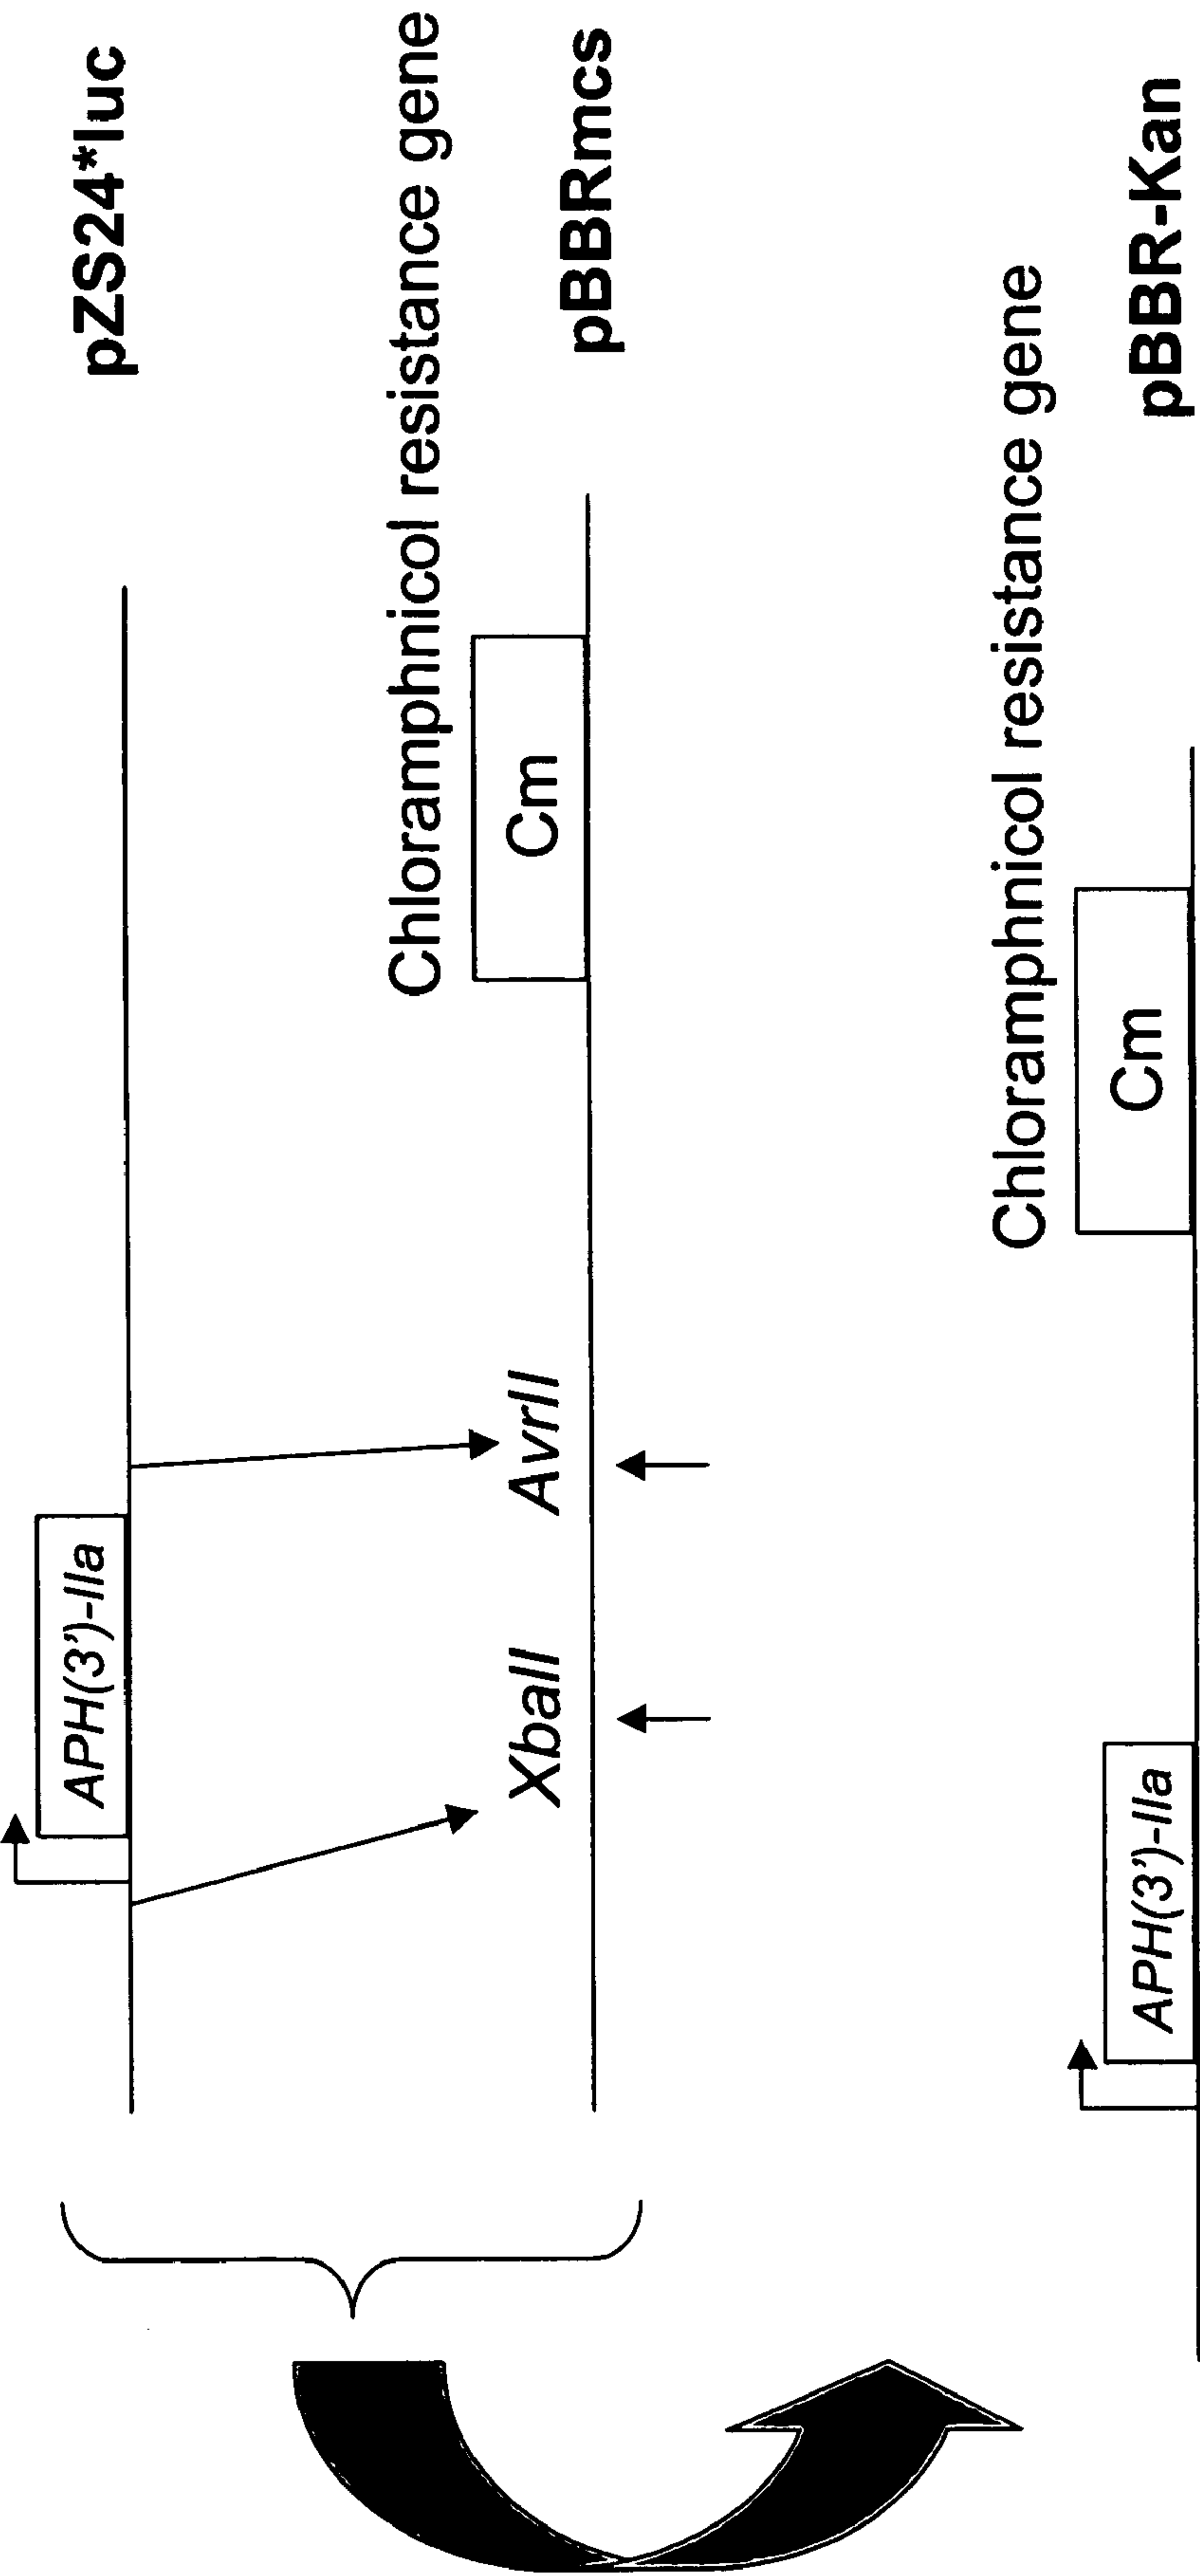 APH(3')-IIa
pZS24*luc
Chloramphnicol resistance gene
XbaII
AvrII
Cm
pBBRmcs
Chloramphnicol resistance gene
APH(3')-IIa
Cm
pBBR-Kan